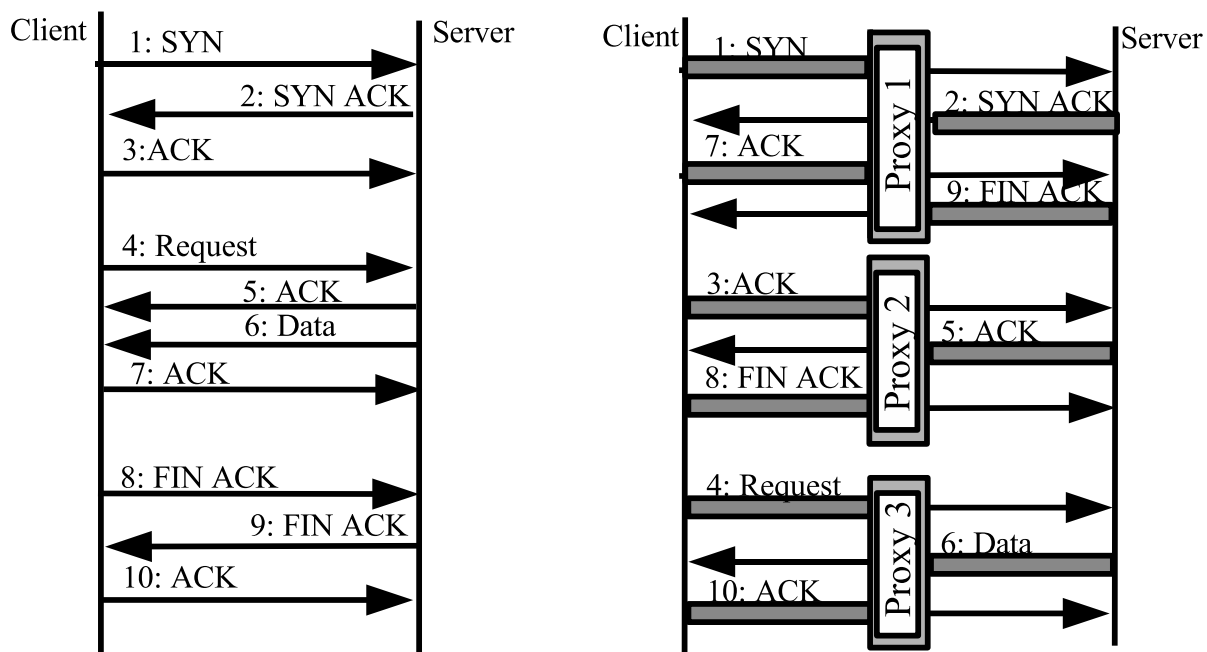 Client
Server
1: SYN
2: SYN ACK
3:ACK
4: Request
5: ACK
6: Data
7: ACK
8: FIN ACK
9: FIN ACK
10: ACK
Client
Server
1: SYN
2: SYN ACK
7: ACK
9: FIN ACK
Proxy 1
3:ACK
5: ACK
8: FIN ACK
Proxy 2
4: Request
6: Data
10: ACK
Proxy 3